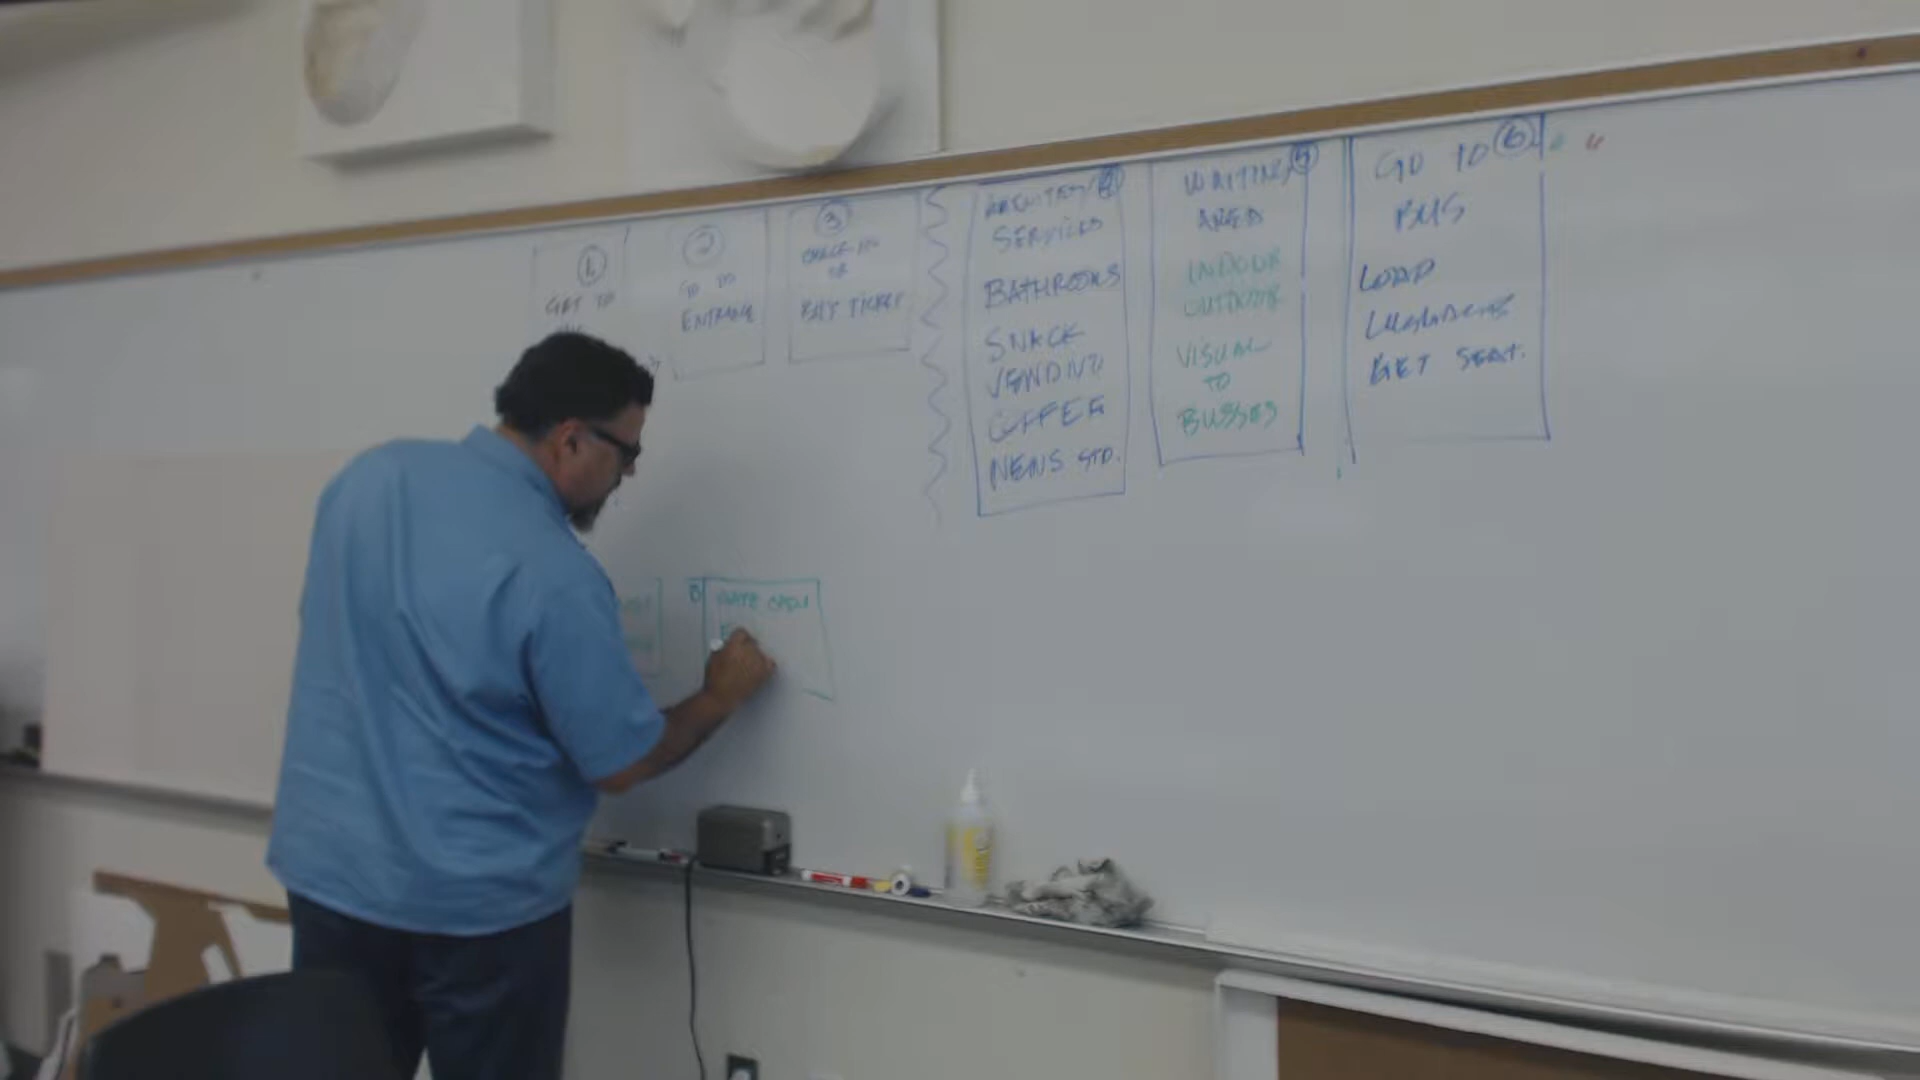 1.
GET TO
2
GO TO
ENTRANCE
3
CHECK IN
OR
BUY TICKET
4
SERVICES
BATHROOMS
SNACK
VENDING
COFFEE
NEWS STD.
5
WAITING
AREA
INDOOR
OUTDOOR
VISUAL
TO
BUSSES
6
GO TO
BUS
LOAD
LUGGAGE
GET SEAT.
B